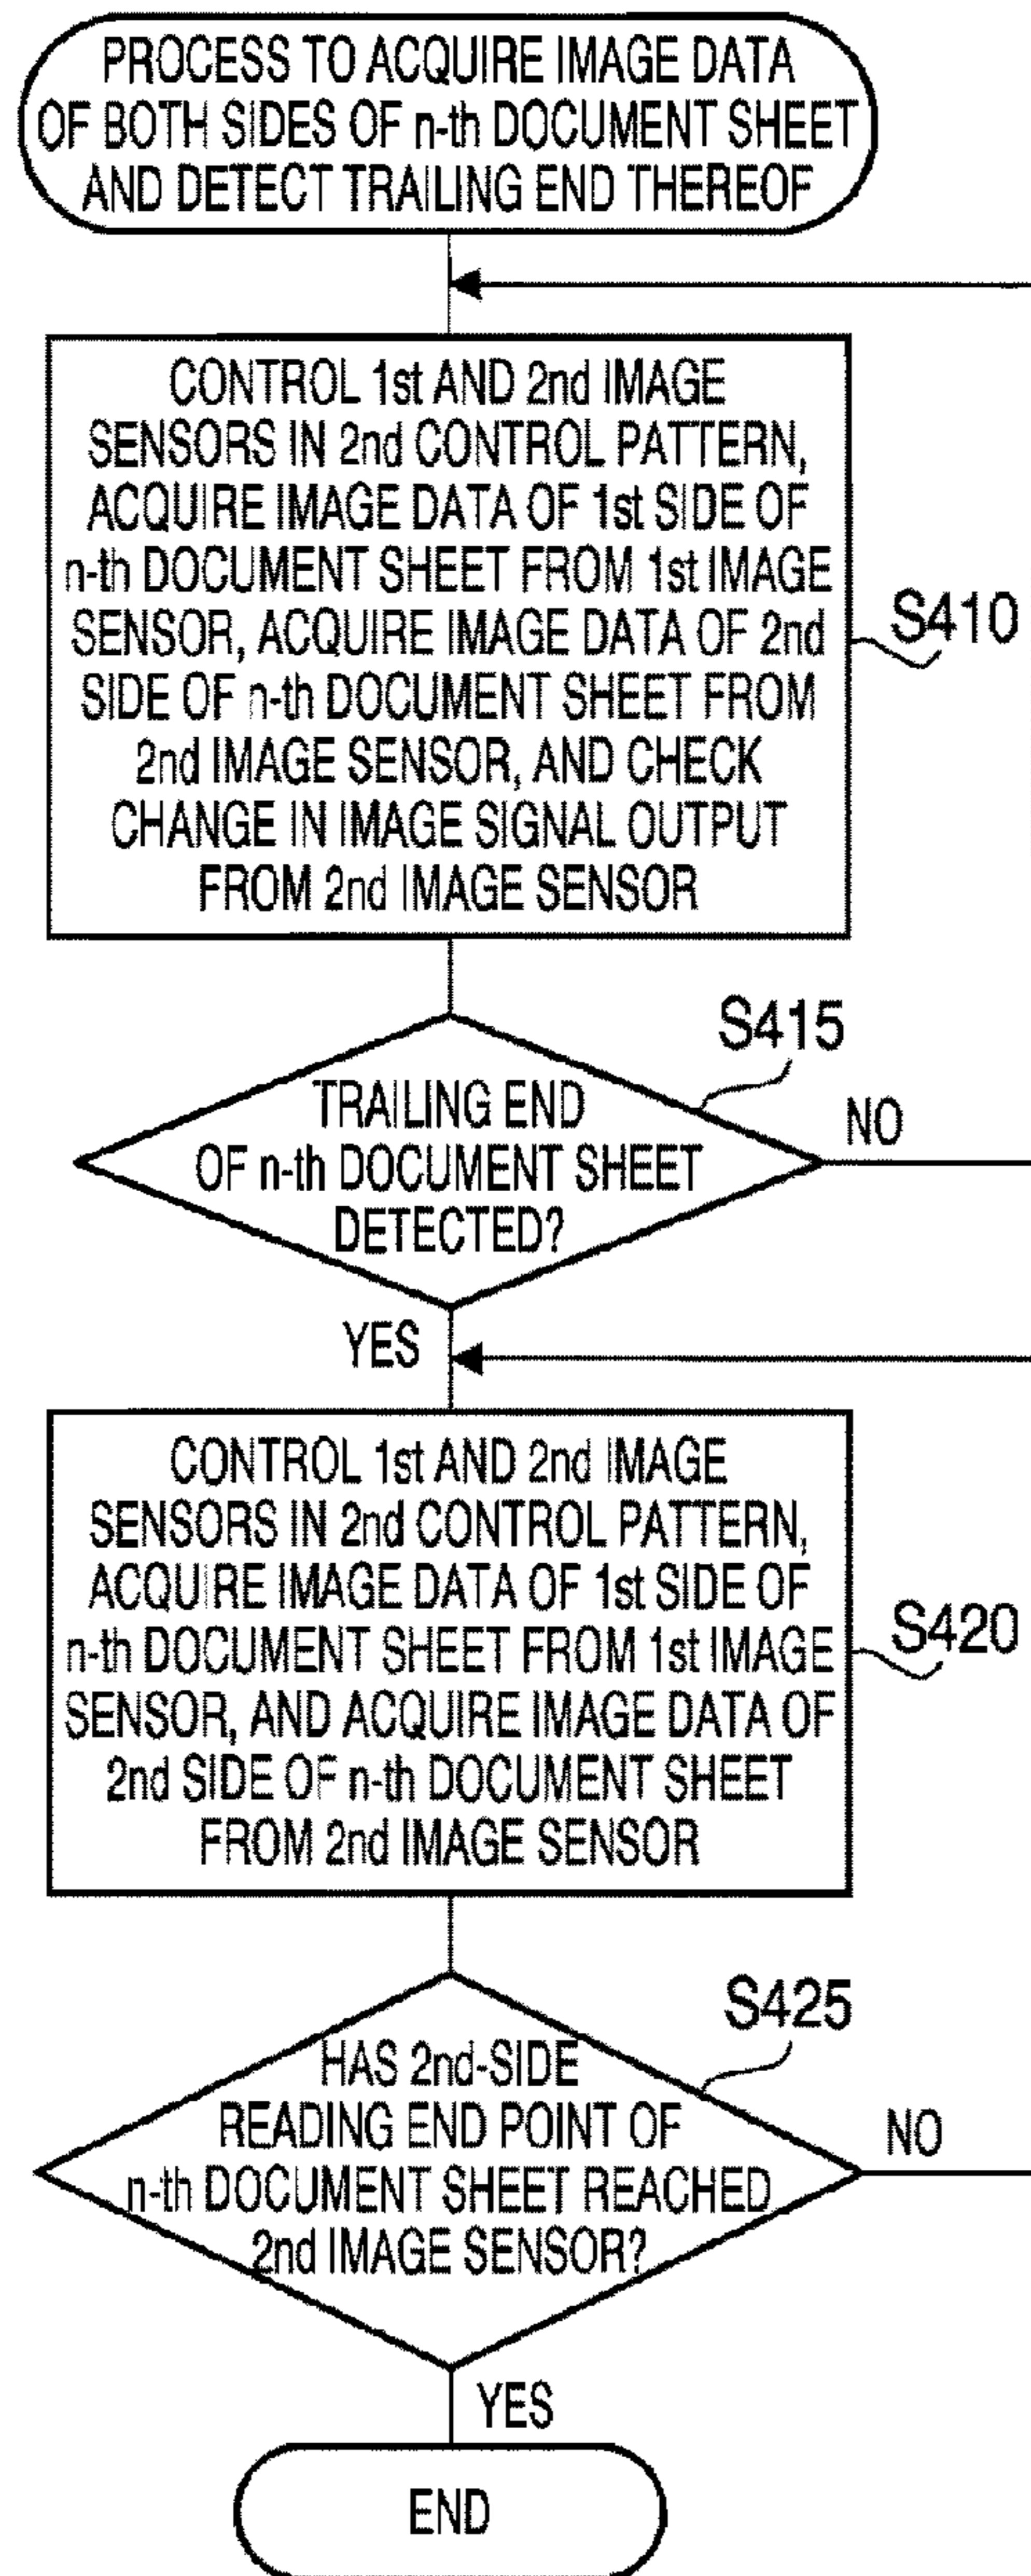 PROCESS TO ACQUIRE IMAGE DATA
OF BOTH SIDES OF n-th DOCUMENT SHEET
AND DETECT TRAILING END THEREOF
CONTROL 1st AND 2nd IMAGE
SENSORS IN 2nd CONTROL PATTERN,
ACQUIRE IMAGE DATA OF 1st SIDE OF
n-th DOCUMENT SHEET FROM 1st IMAGE
SENSOR, ACQUIRE IMAGE DATA OF 2nd
SIDE OF n-th DOCUMENT SHEET FROM
2nd IMAGE SENSOR, AND CHECK
CHANGE IN IMAGE SIGNAL OUTPUT
FROM 2nd IMAGE SENSOR
S410
S415
TRAILING END
OF n-th DOCUMENT SHEET
DETECTED?
NO
YES
CONTROL 1st AND 2nd IMAGE
SENSORS IN 2nd CONTROL PATTERN,
ACQUIRE IMAGE DATA OF 1st SIDE OF
n-th DOCUMENT SHEET FROM 1st IMAGE
SENSOR, AND ACQUIRE IMAGE DATA OF
2nd SIDE OF n-th DOCUMENT SHEET
FROM 2nd IMAGE SENSOR
S420
S425
HAS 2nd-SIDE
READING END POINT OF
n-th DOCUMENT SHEET REACHED
2nd IMAGE SENSOR?
NO
YES
END